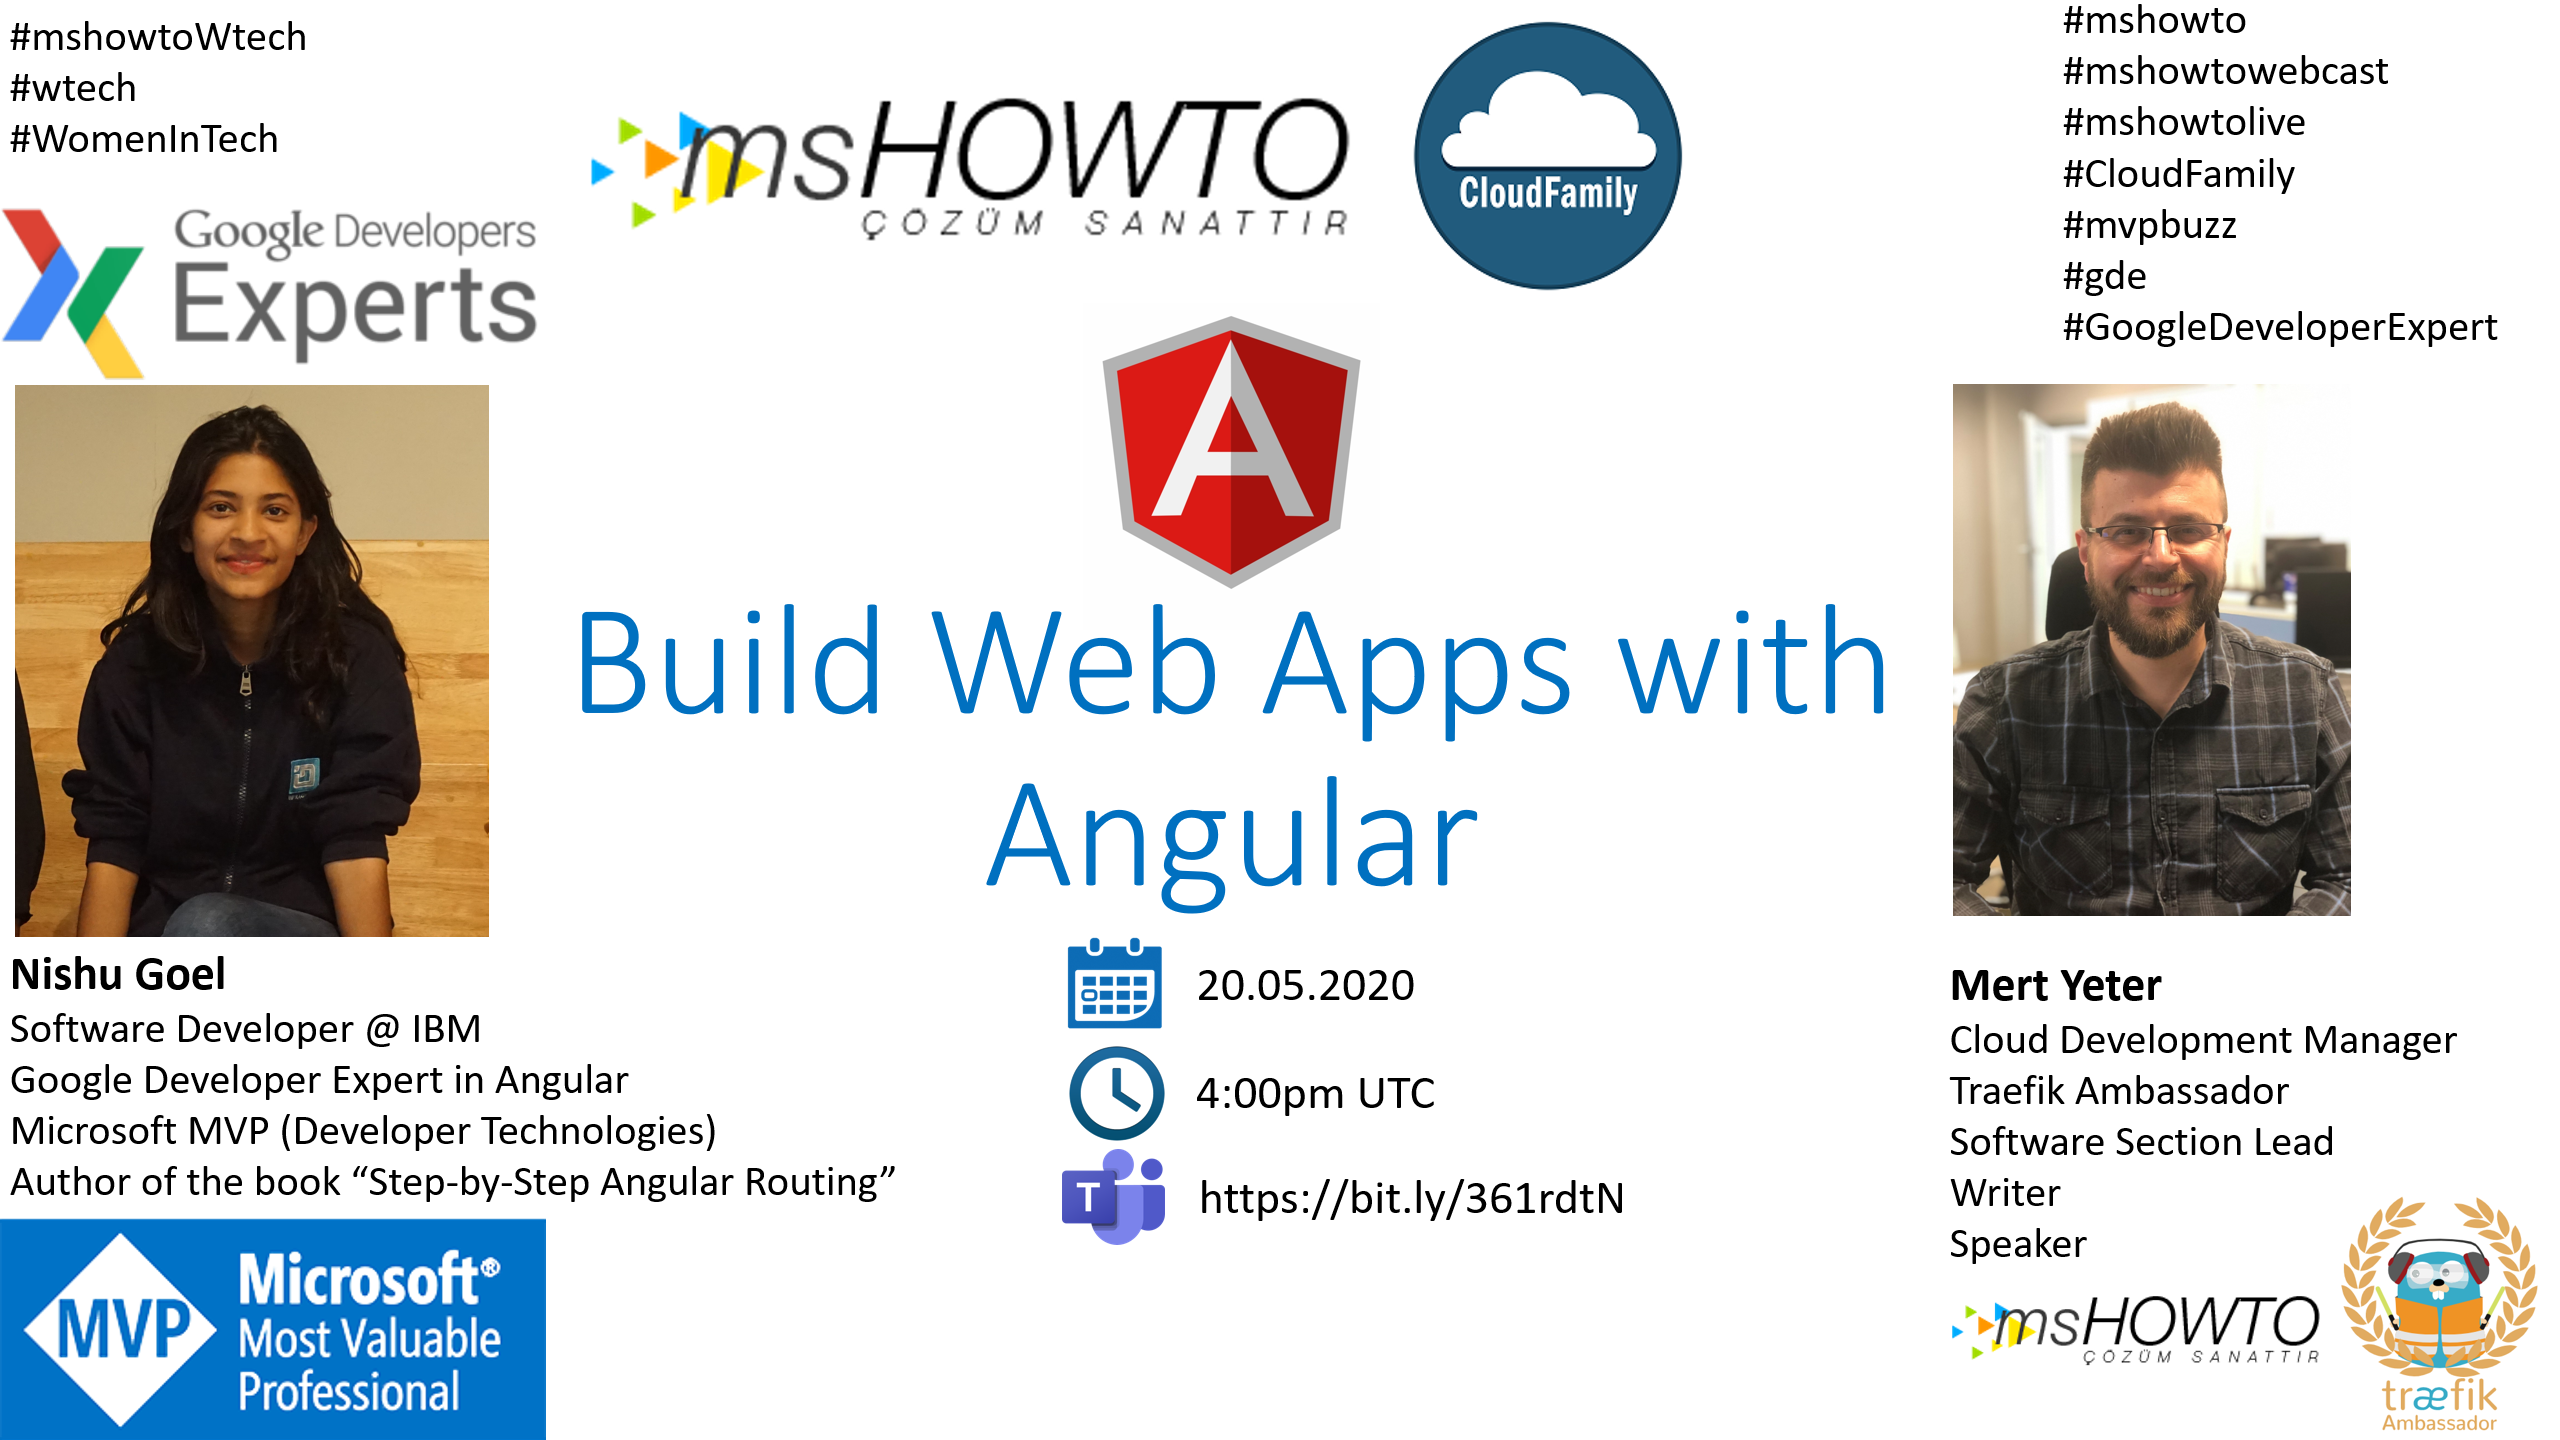 #mshowtoWtech
#wtech
#WomenInTech
Google Developers
Experts
msHOWTO
ÇÖZÜM SANATTIR
CloudFamily
#mshowto
#mshowtowebcast
#mshowtolive
#CloudFamily
#mvpbuzz
#gde
#GoogleDeveloperExpert
A
Build Web Apps with
Angular
20.05.2020
4:00pm UTC
T
https://bit.ly/361rdtN
Nishu Goel
Software Developer @ IBM
Google Developer Expert in Angular
Microsoft MVP (Developer Technologies)
Author of the book “Step-by-Step Angular Routing”
MVP
Microsoft®
Most Valuable
Professional
Mert Yeter
Cloud Development Manager
Traefik Ambassador
Software Section Lead
Writer
Speaker
msHOWTO
ÇÖZÜM SANATTIR
træfik
Ambassador